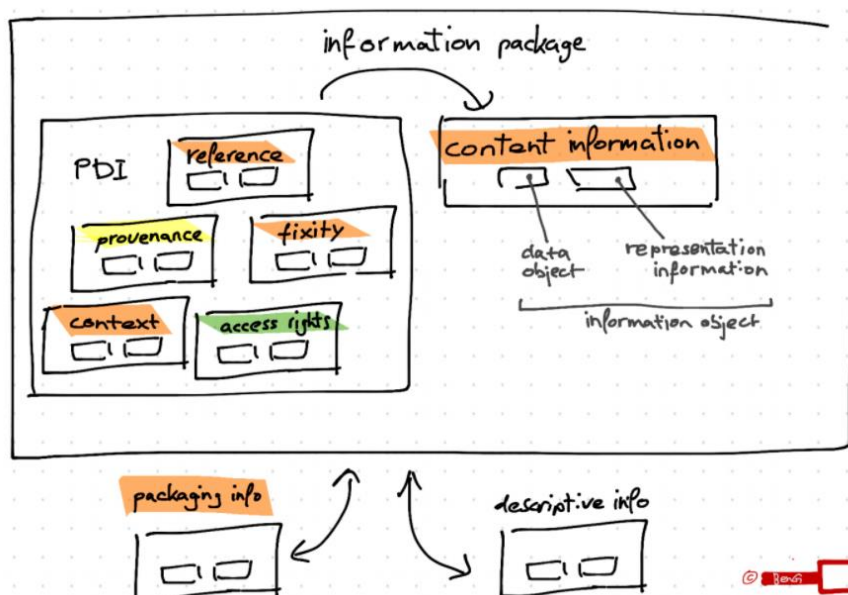 information package
PDI
reference
provenance
fixity
context
access rights
content information
data
object
representation
information
information object
packaging info
descriptive info
©